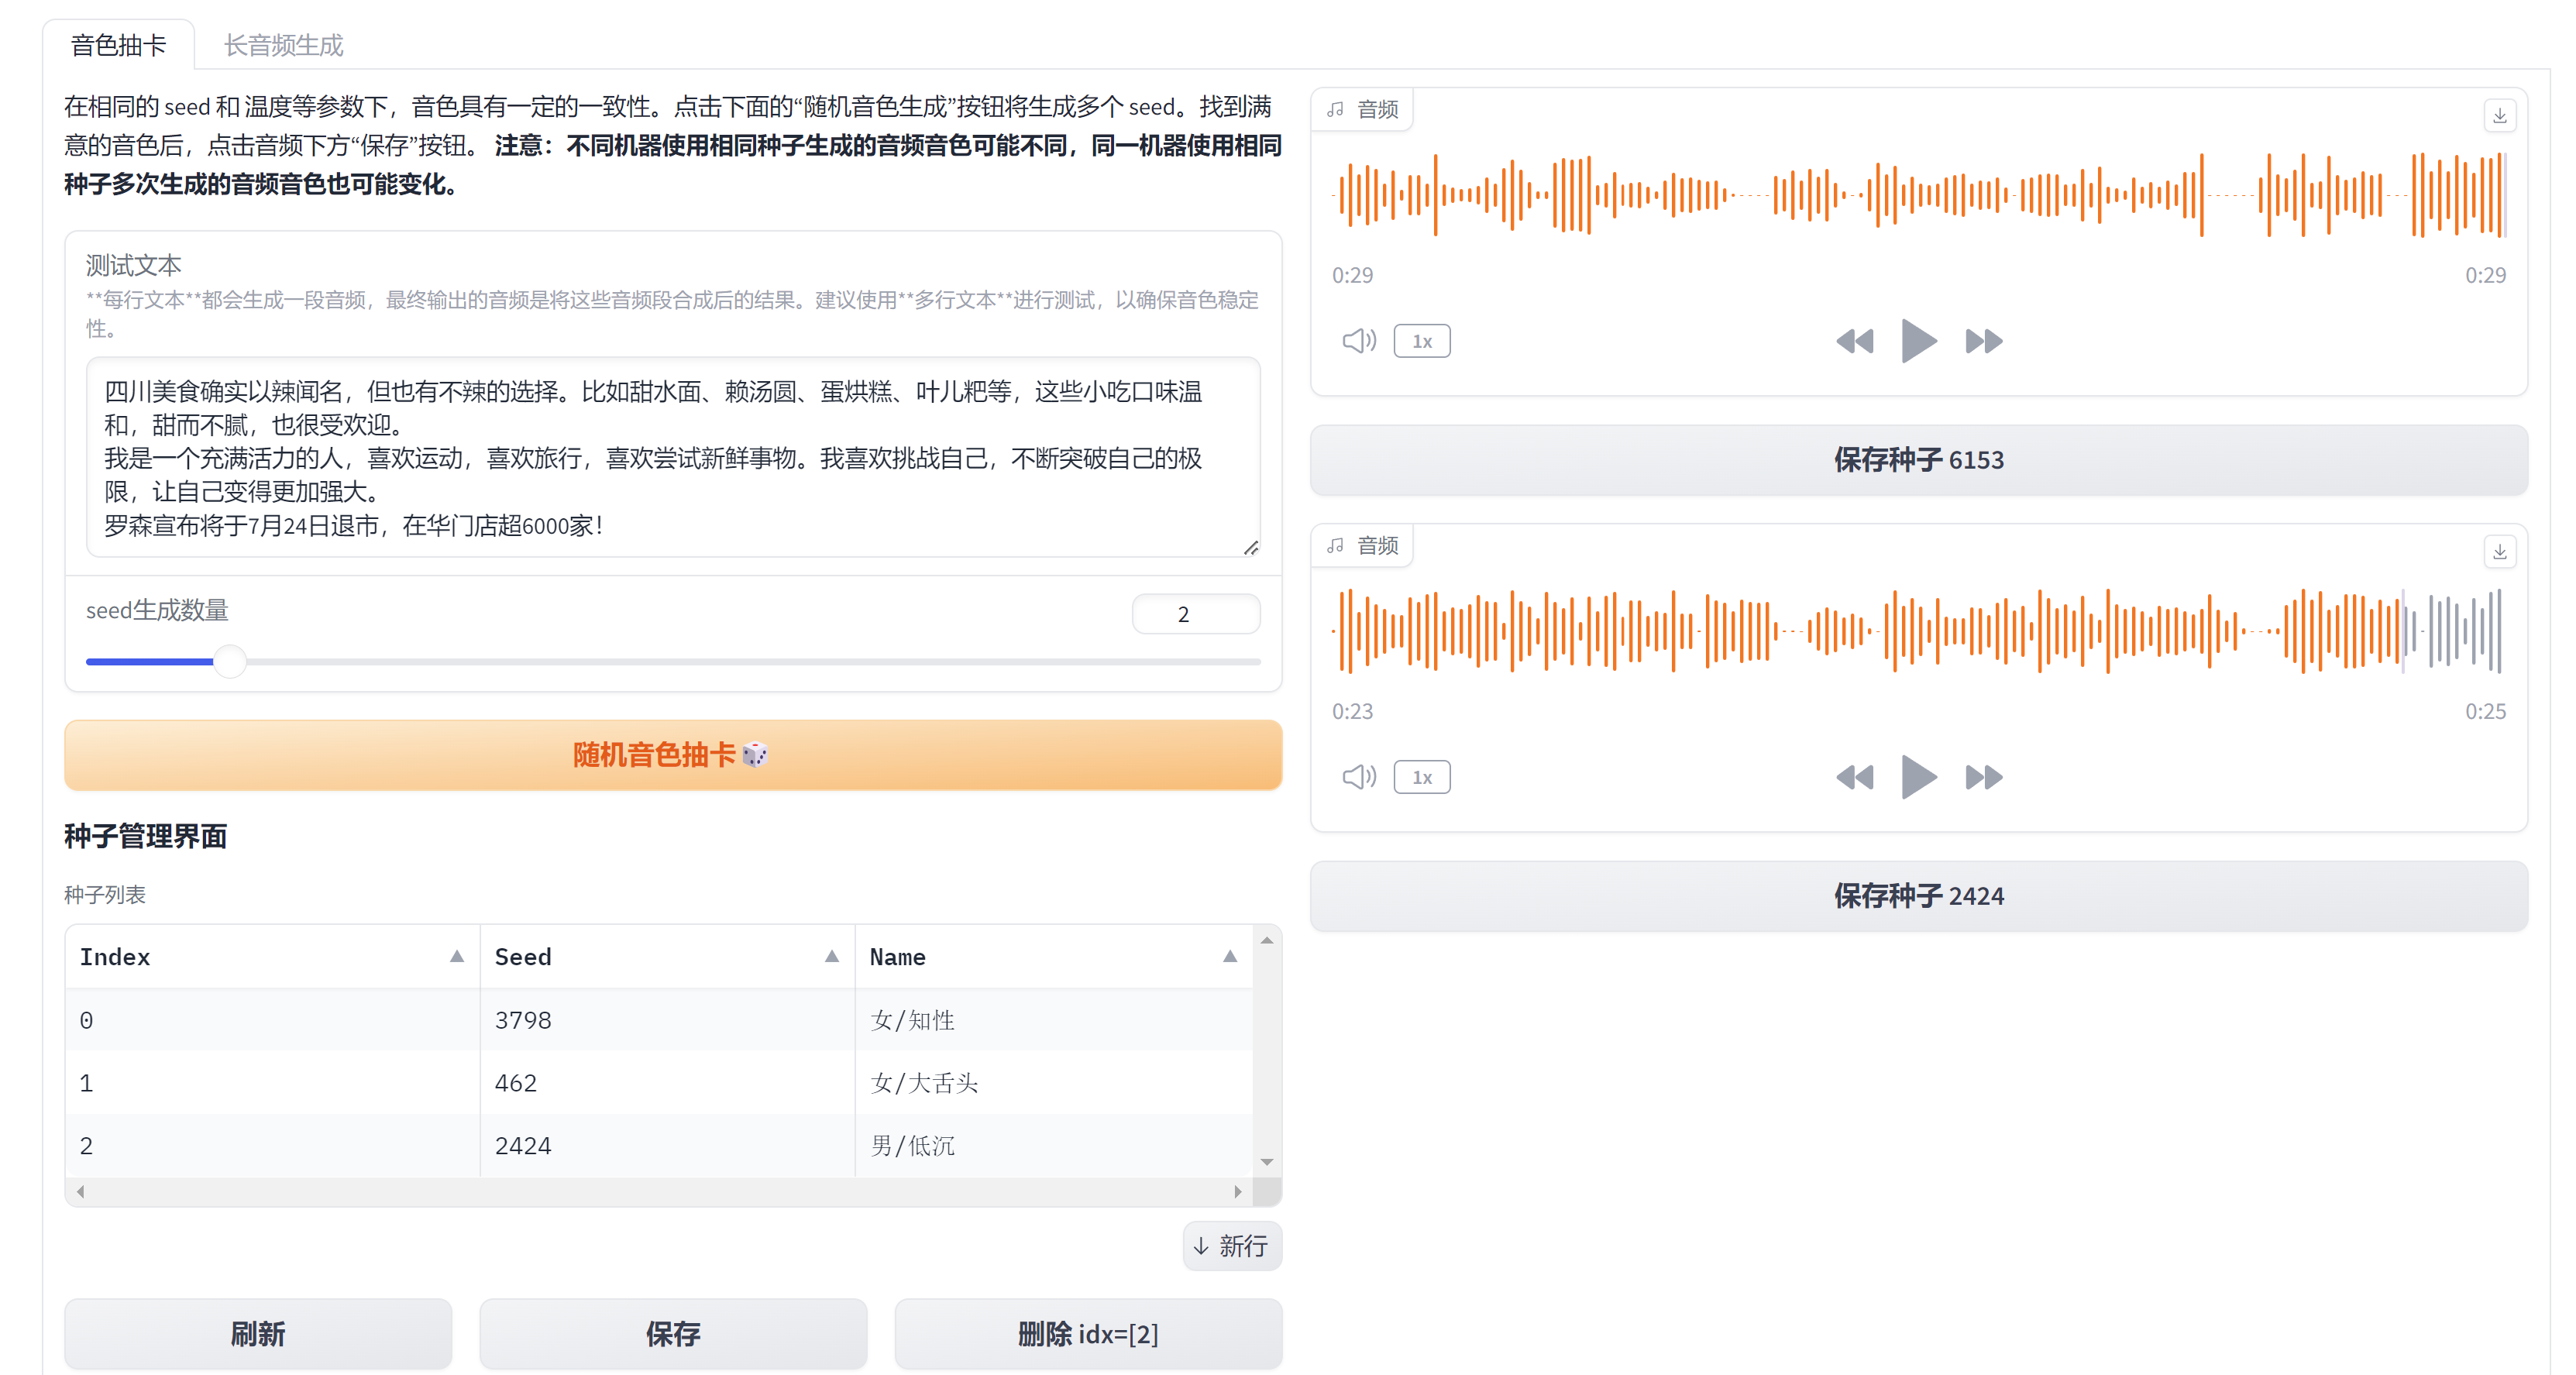 音色抽卡
长音频生成
在相同的 seed 和 温度等参数下，音色具有一定的一致性。点击下面的“随机音色生成”按钮将生成多个 seed。找到满
意的音色后，点击音频下方“保存”按钮。 注意：不同机器使用相同种子生成的音频音色可能不同，同一机器使用相同
种子多次生成的音频音色也可能变化。
测试文本
**每行文本**都会生成一段音频，最终输出的音频是将这些音频段合成后的结果。建议使用**多行文本**进行测试，以确保音色稳定
性。
四川美食确实以辣闻名，但也有不辣的选择。比如甜水面、赖汤圆、蛋烘糕、叶儿粑等，这些小吃口味温
和，甜而不腻，也很受欢迎。
我是一个充满活力的人，喜欢运动，喜欢旅行，喜欢尝试新鲜事物。我喜欢挑战自己，不断突破自己的极
限，让自己变得更加强大。
罗森宣布将于7月24日退市，在华门店超6000家！
seed生成数量
2
随机音色抽卡🎲
种子管理界面
种子列表
Index Seed Name
0 3798 女/知性
1 462 女/大舌头
2 2424 男/低沉
↓ 新行
刷新
保存
删除 idx=[2]
音频
0:29 0:29
1x
保存种子 6153
音频
0:23 0:25
1x
保存种子 2424